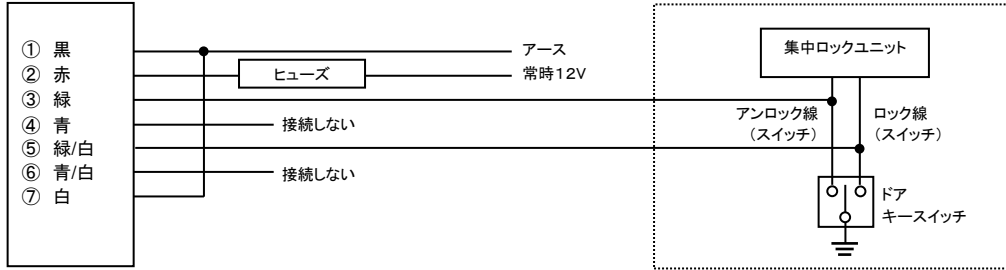 ① 黒
② 赤
③ 緑
④ 青
⑤ 緑/白
⑥ 青/白
⑦ 白
アース
ヒューズ
常時12V
接続しない
接続しない
集中ロックユニット
アンロック線
（スイッチ）
ロック線
（スイッチ）
ドア
キースイッチ